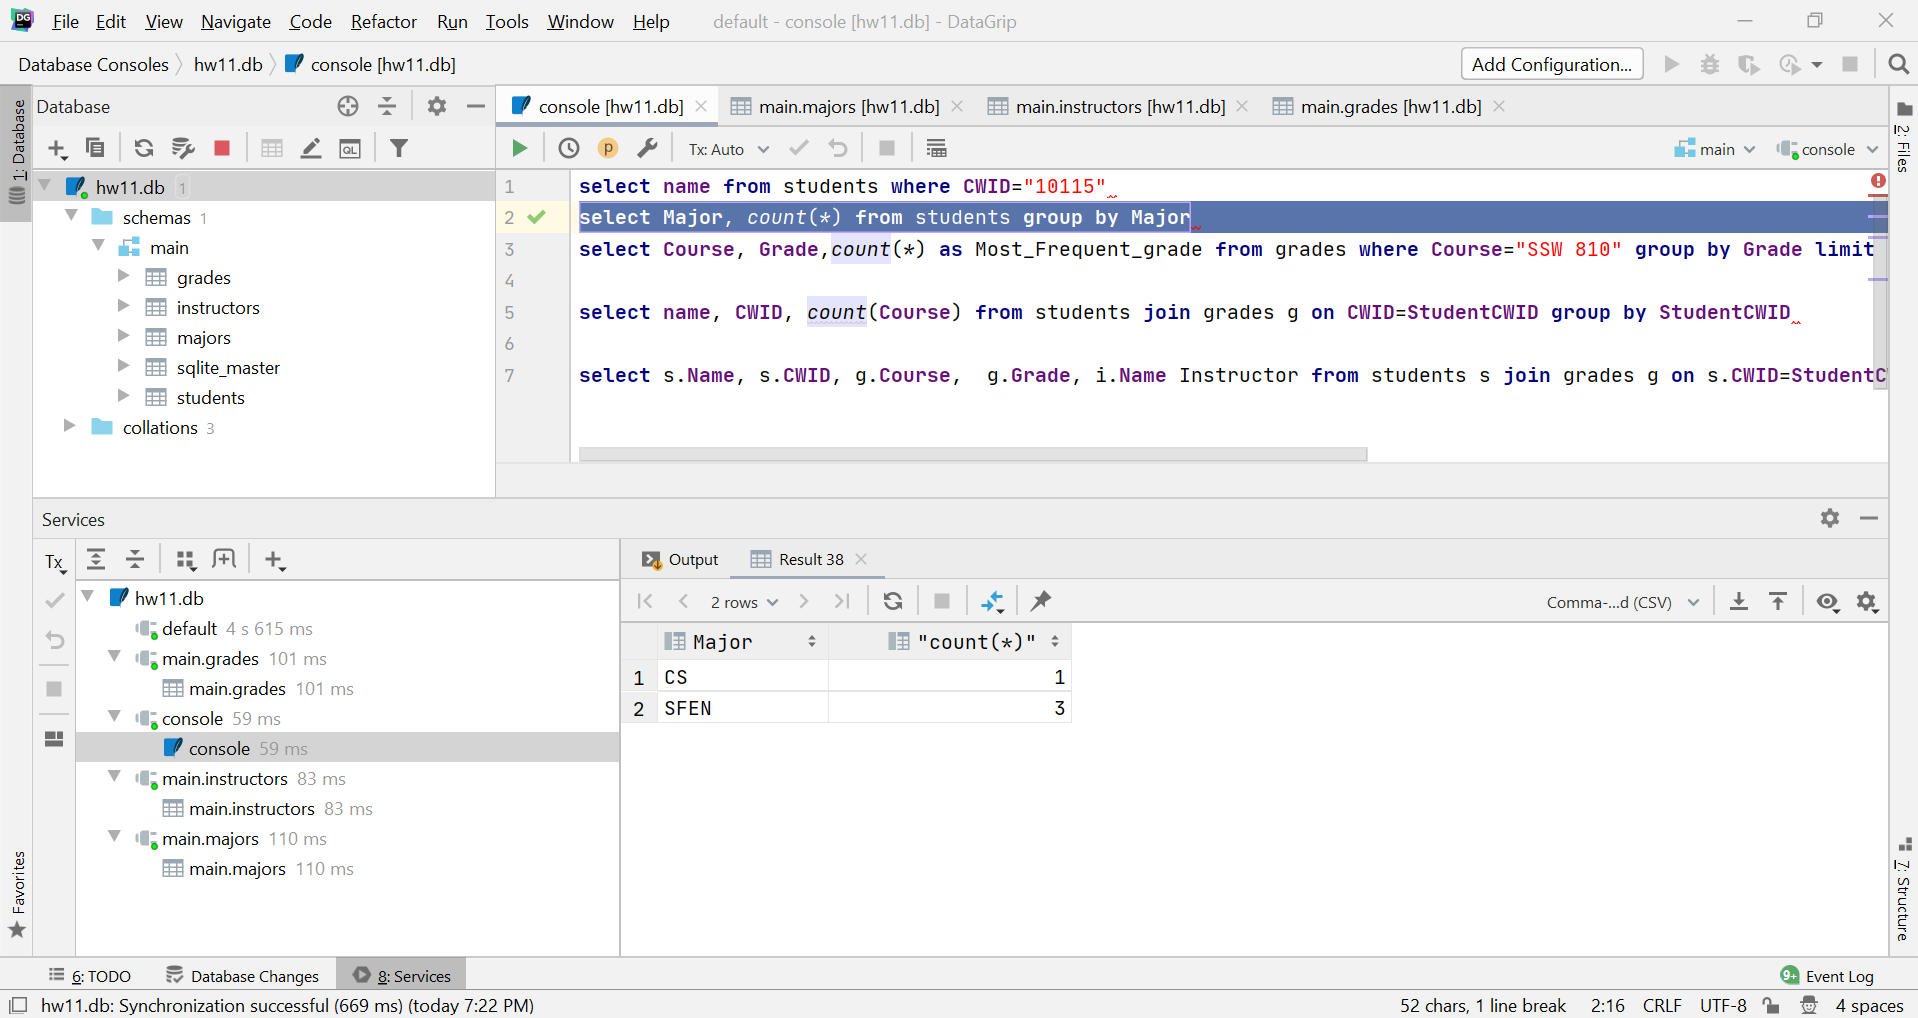 DG File Edit View Navigate Code Refactor Run Tools Window Help default - console [hw11.db] - DataGrip
Database Consoles hw11.db console [hw11.db] Add Configuration...
1: Database
Database
console [hw11.db] main.majors [hw11.db] main.instructors [hw11.db] main.grades [hw11.db]
2: Files
QL
p Tx: Auto main console
hw11.db 1
schemas 1
main
grades
instructors
majors
sqlite_master
students
collations 3
1 select name from students where CWID="10115"
2 select Major, count(*) from students group by Major
3 select Course, Grade,count(*) as Most_Frequent_grade from grades where Course="SSW 810" group by Grade limit
4
5 select name, CWID, count(Course) from students join grades g on CWID=StudentCWID group by StudentCWID
6
7 select s.Name, s.CWID, g.Course, g.Grade, i.Name Instructor from students s join grades g on s.CWID=StudentC
Services
Tx
hw11.db
default 4 s 615 ms
main.grades 101 ms
main.grades 101 ms
console 59 ms
console 59 ms
main.instructors 83 ms
main.instructors 83 ms
main.majors 110 ms
main.majors 110 ms
Output Result 38
2 rows Comma-...d (CSV)
Major "count(*)"
1 CS 1
2 SFEN 3
Favorites
7: Structure
6: TODO Database Changes 8: Services 9+ Event Log
hw11.db: Synchronization successful (669 ms) (today 7:22 PM) 52 chars, 1 line break 2:16 CRLF UTF-8 4 spaces